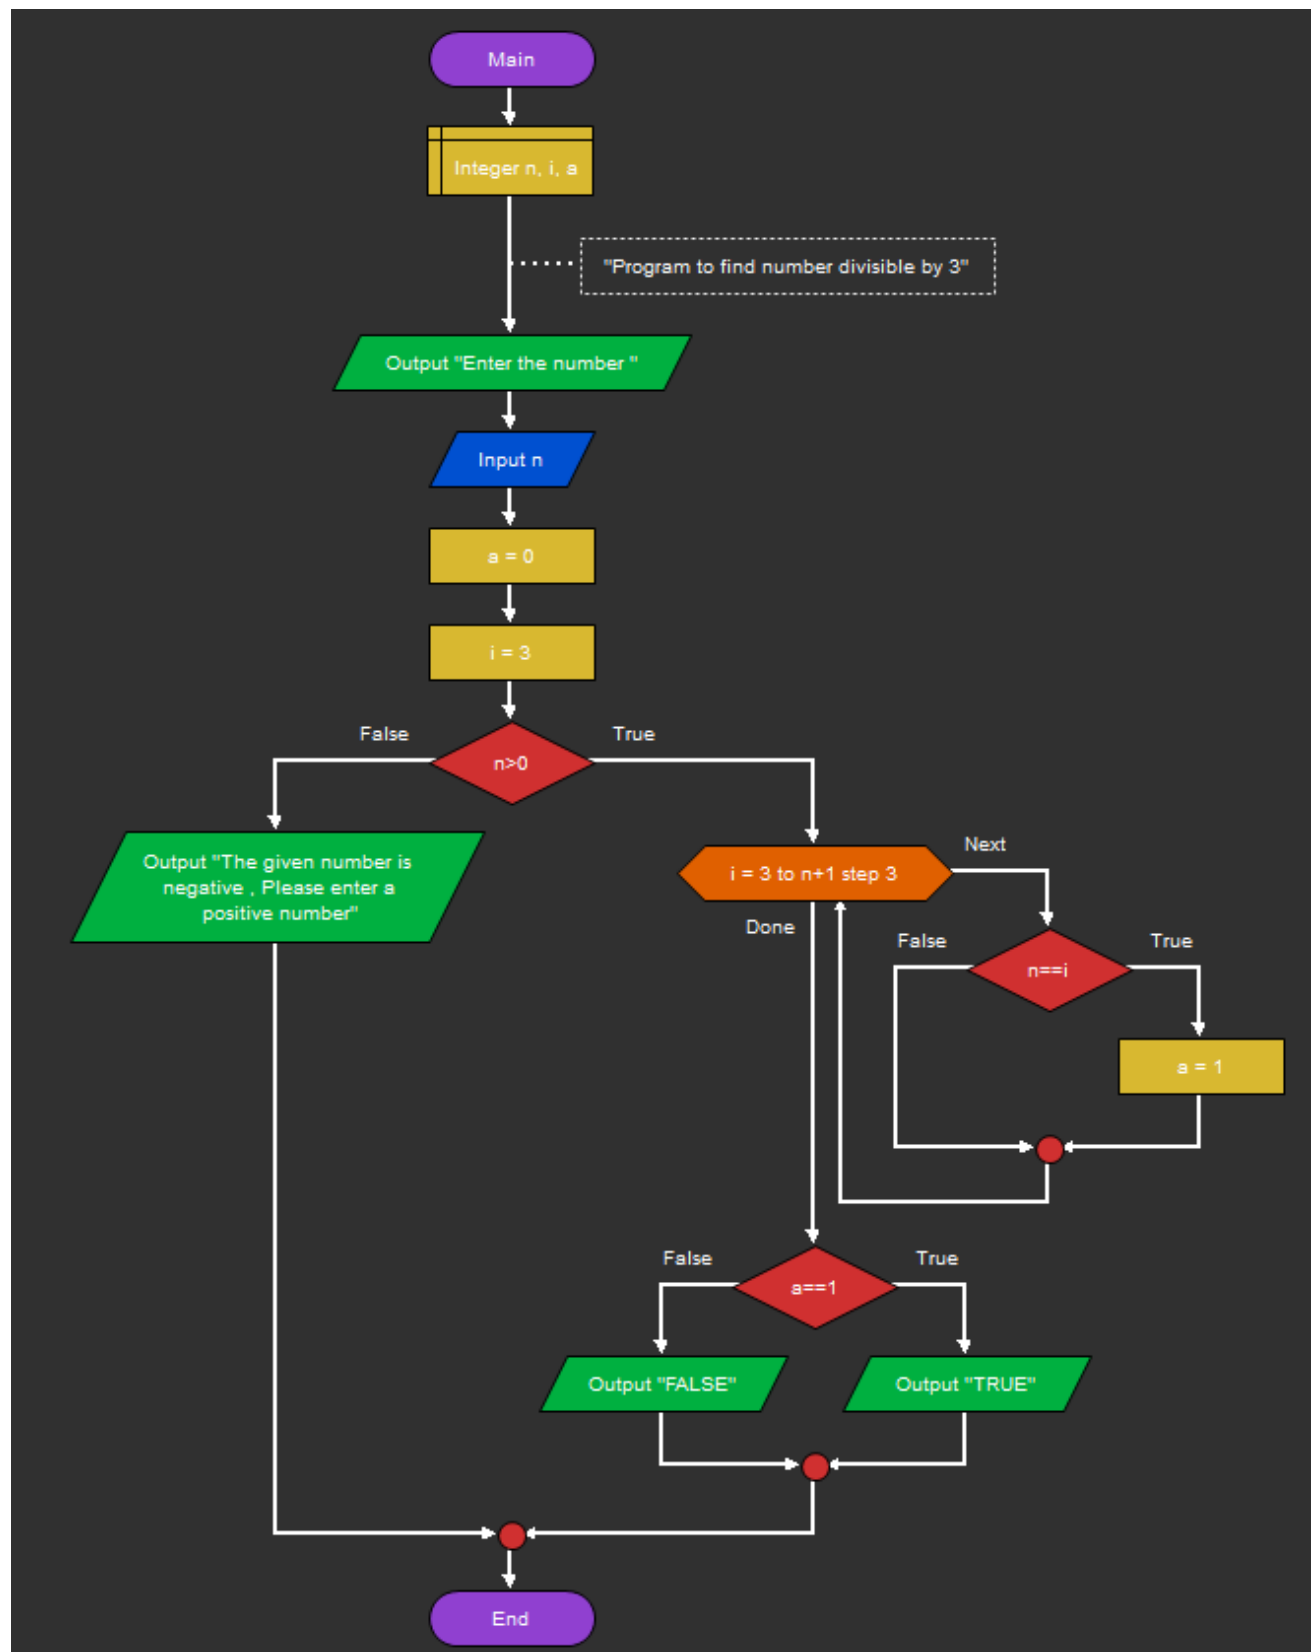 Main
Integer n, i, a
"Program to find number divisible by 3"
Output "Enter the number "
Input n
a = 0
i = 3
False
True
n>0
Output "The given number is
negative , Please enter a
positive number"
i = 3 to n+1 step 3
Next
Done
False
True
n==i
a = 1
False
True
a==1
Output "FALSE"
Output "TRUE"
End